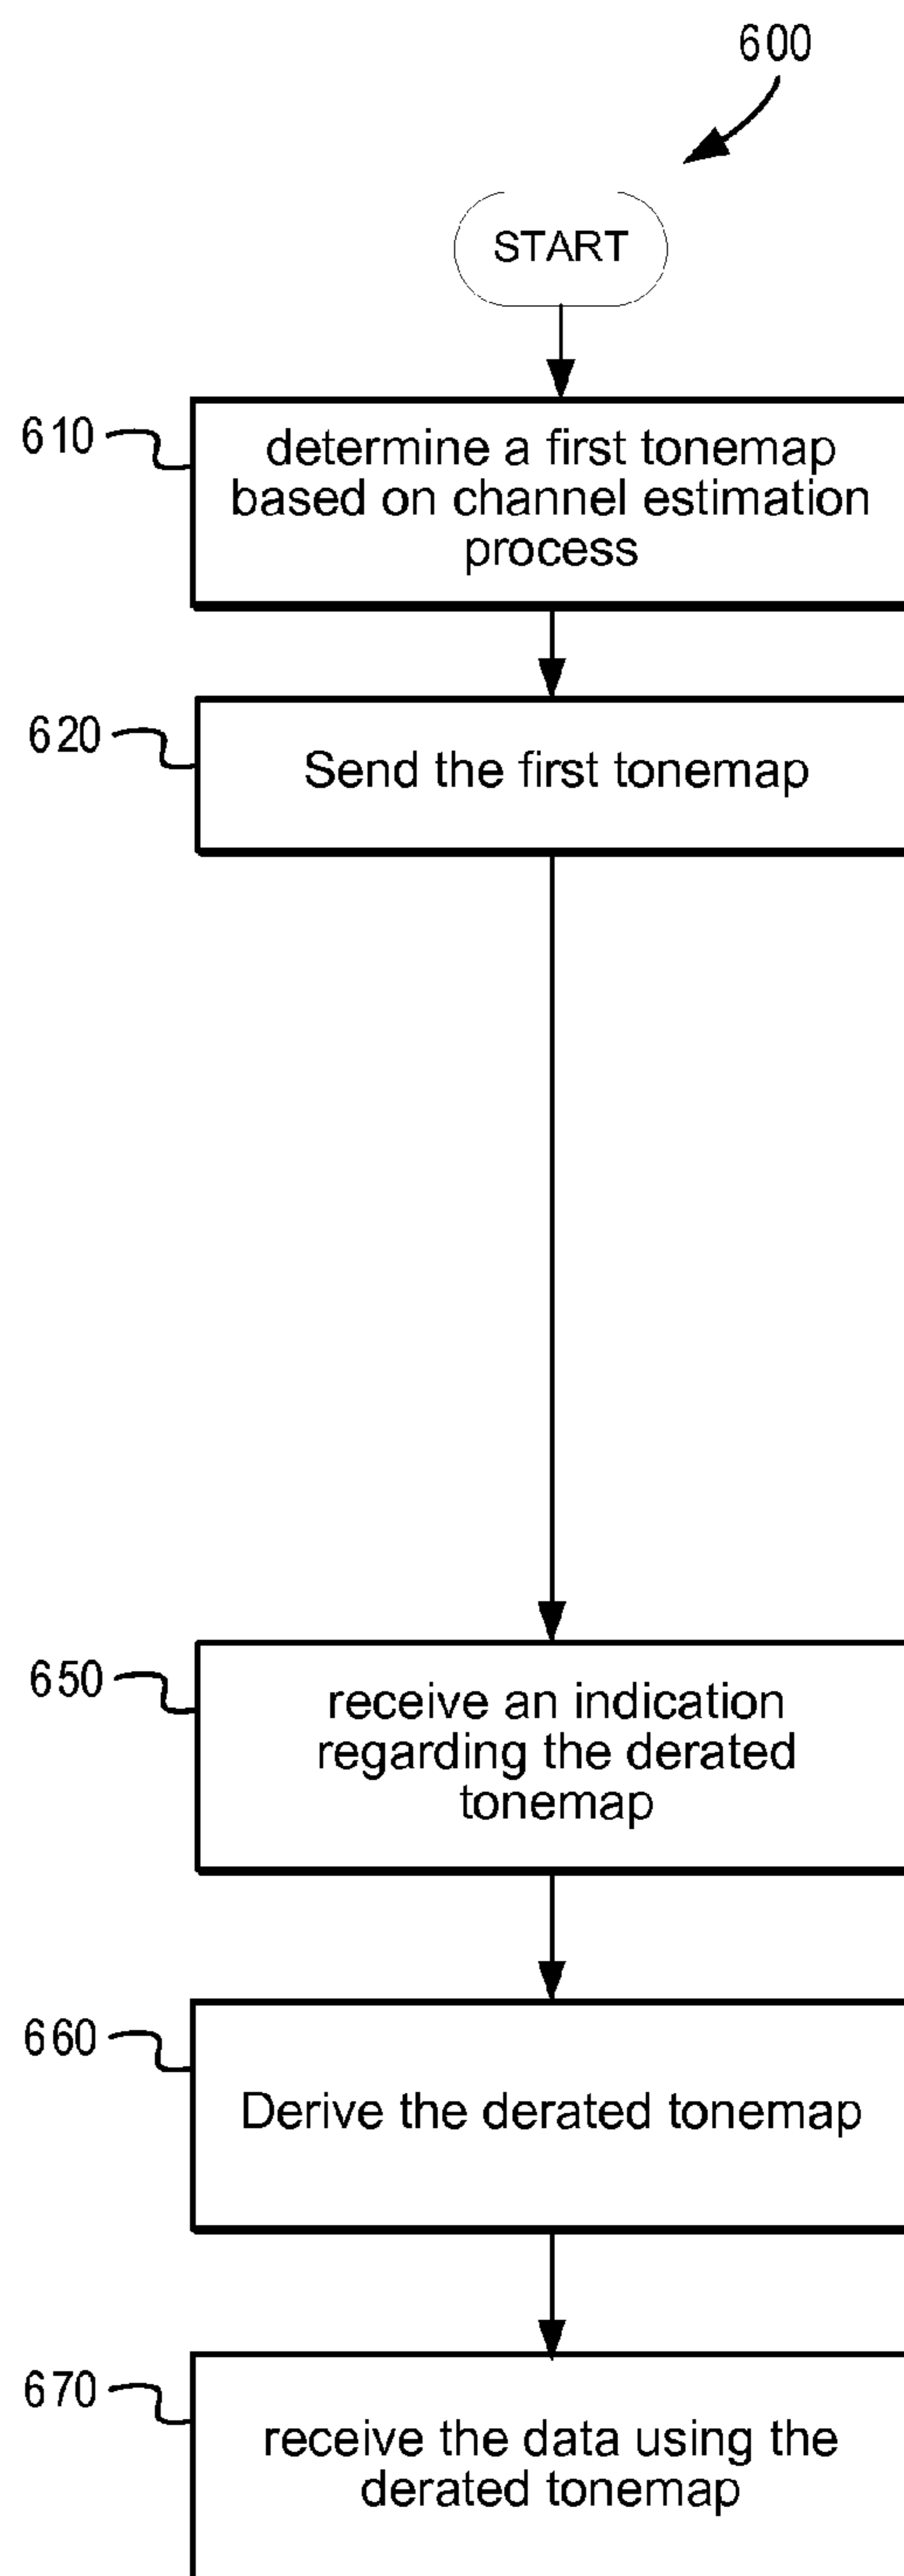 600
START
610
determine a first tonemap
based on channel estimation
process
620
Send the first tonemap
650
receive an indication
regarding the derated
tonemap
660
Derive the derated tonemap
670
receive the data using the
derated tonemap